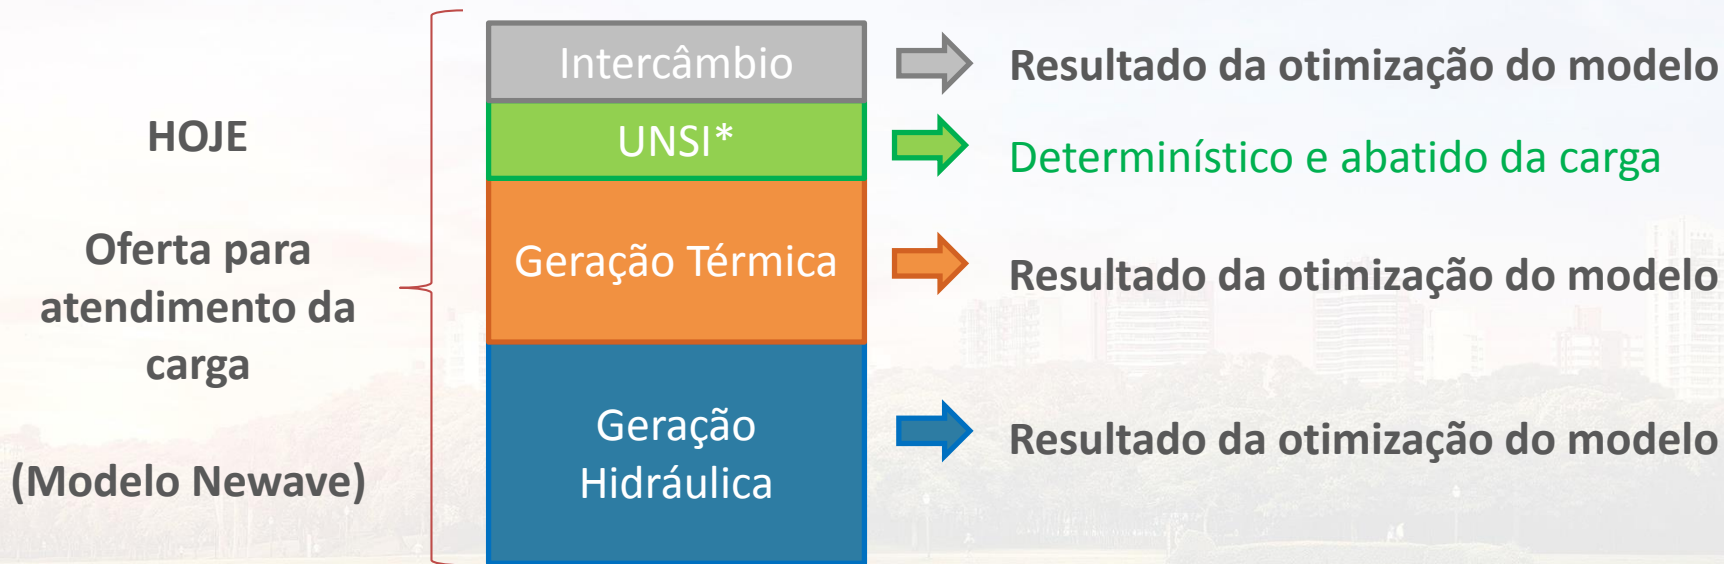 HOJE
Oferta para
atendimento da
carga
(Modelo Newave)
Intercâmbio
UNSI*
Geração Térmica
Geração
Hidráulica
Resultado da otimização do modelo
Determinístico e abatido da carga
Resultado da otimização do modelo
Resultado da otimização do modelo